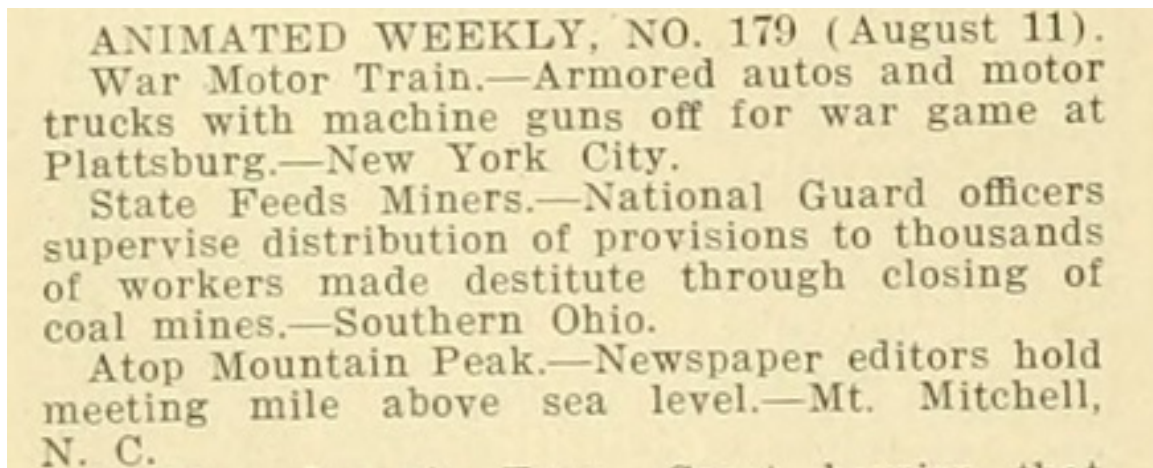 ANIMATED WEEKLY, NO. 179 (August 11).
War Motor Train.—Armored autos and motor
trucks with machine guns off for war game at
Plattsburg.—New York City.
State Feeds Miners.—National Guard officers
supervise distribution of provisions to thousands
of workers made destitute through closing of
coal mines.—Southern Ohio.
Atop Mountain Peak.—Newspaper editors hold
meeting mile above sea level.—Mt. Mitchell,
N. C.